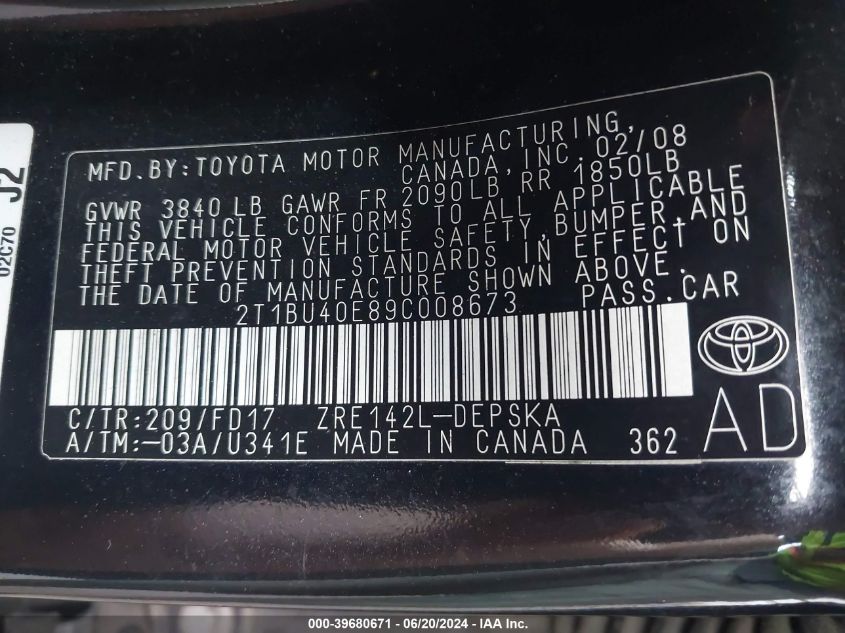 MFD.BY:TOYOTA MOTOR MANUFACTURING,
CANADA,INC. 02/08
GVWR 3840 LB GAWR FR 2090LB RR 1850LB
THIS VEHICLE CONFORMS TO ALL APPLICABLE
FEDERAL MOTOR VEHICLE SAFETY,BUMPER,AND
THEFT PREVENTION STANDARDS IN EFFECT ON
THE DATE OF MANUFACTURE SHOWN ABOVE.
2T1BU40E89C008673 PASS.CAR
C/TR:209/FD17 ZRE142L-DEPSKA
A/TM:-03A/U341E MADE IN CANADA 362
AD
J2
02C70
000-39680671 / 06/20/2024 - IAA Inc.